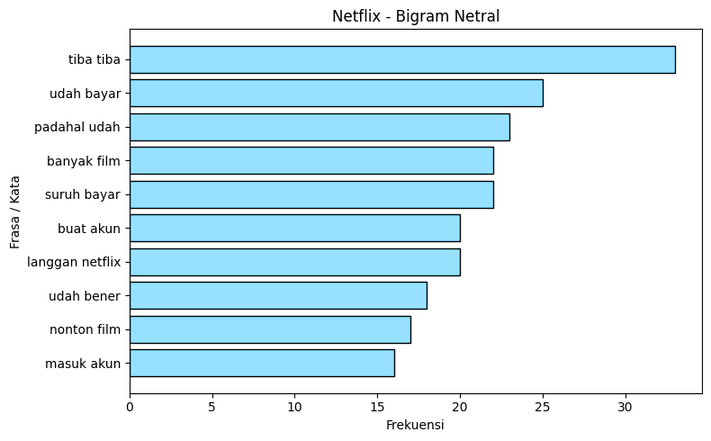 Netflix - Bigram Netral
Frasa / Kata
tiba tiba
udah bayar
padahal udah
banyak film
suruh bayar
buat akun
langgan netflix
udah bener
nonton film
masuk akun
0 5 10 15 20 25 30
Frekuensi